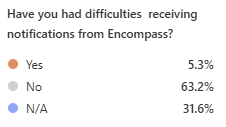 Have you had difficulties receiving
notifications from Encompass?
Yes 5.3%
No 63.2%
N/A 31.6%